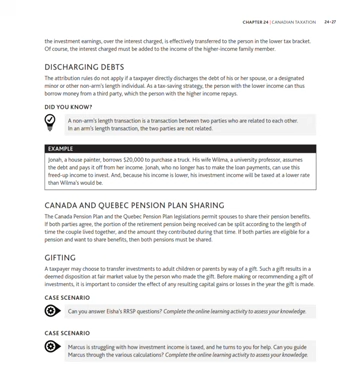 CHAPTER 24 | CANADIAN TAXATION 24•27
the investment earnings, over the interest charged, is effectively transferred to the person in the lower tax bracket.
Of course, the interest charged must be added to the income of the higher-income family member.
DISCHARGING DEBTS
The attribution rules do not apply if a taxpayer directly discharges the debt of his or her spouse, or a designated
minor or other non-arm's length individual. As a tax-saving strategy, the person with the lower income can thus
borrow money from a third party, which the person with the higher income repays.
DID YOU KNOW?
A non-arm's length transaction is a transaction between two parties who are related to each other.
In an arm's length transaction, the two parties are not related.
EXAMPLE
Jonah, a house painter, borrows $20,000 to purchase a truck. His wife Wilma, a university professor, assumes
the debt and pays it off from her income. Jonah, who no longer has to make the loan payments, can use this
freed-up income to invest. And, because his income is lower, his investment income will be taxed at a lower rate
than Wilma's would be.
CANADA AND QUEBEC PENSION PLAN SHARING
The Canada Pension Plan and the Quebec Pension Plan legislations permit spouses to share their pension benefits.
If both parties agree, the portion of the retirement pension being received can be split according to the length of
time the couple lived together, and the amount they contributed during that time. If both parties are eligible for a
pension and want to share benefits, then both pensions must be shared.
GIFTING
A taxpayer may choose to transfer investments to adult children or parents by way of a gift. Such a gift results in a
deemed disposition at fair market value by the person who made the gift. Before making or recommending a gift of
investments, it is important to consider the effect of any resulting capital gains or losses in the year the gift is made.
CASE SCENARIO
Can you answer Eisha's RRSP questions? Complete the online learning activity to assess your knowledge.
CASE SCENARIO
Marcus is struggling with how investment income is taxed, and he turns to you for help. Can you guide
Marcus through the various calculations? Complete the online learning activity to assess your knowledge.